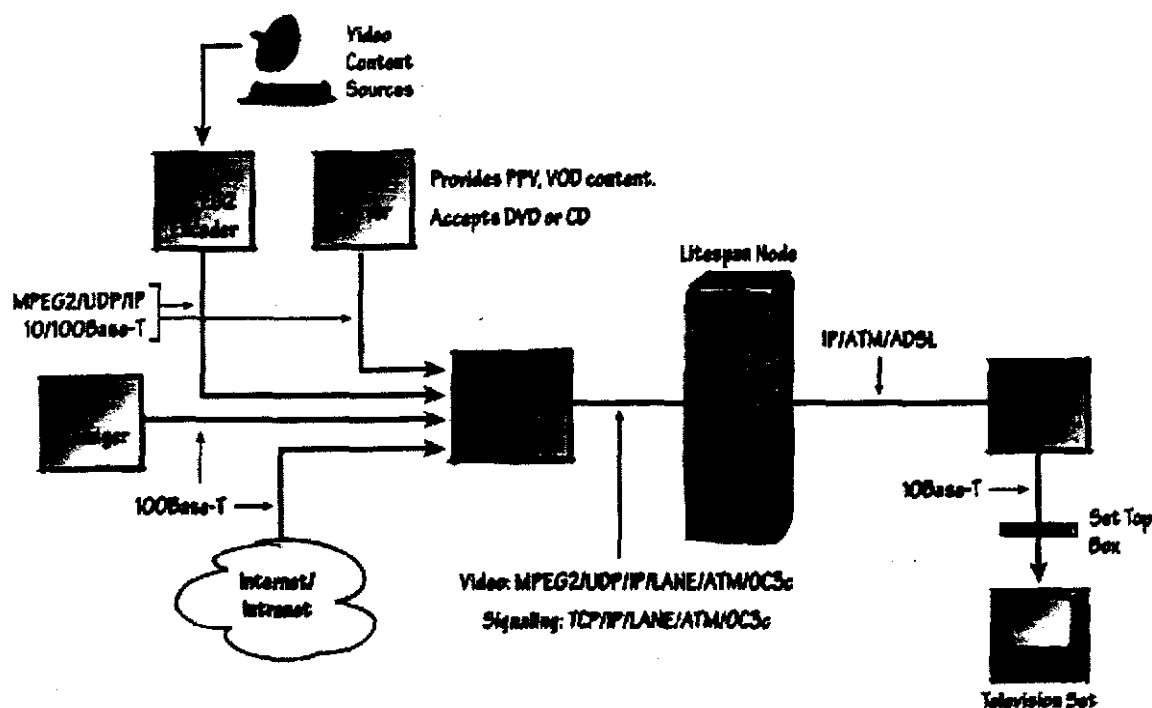 Video
Content
Sources
Encoder
Provides PPV, VOD content.
Accepts DVD or CD
Litespan Node
MPEG2/UDP/IP
10/100Base-T
IP/ATM/ADSL
100Base-T
10Base-T
Set Top
Box
Internet/
Intranet
Video: MPEG2/UDP/IP/LANE/ATM/OC3c
Signaling: TCP/IP/LANE/ATM/OC3c
Television Set